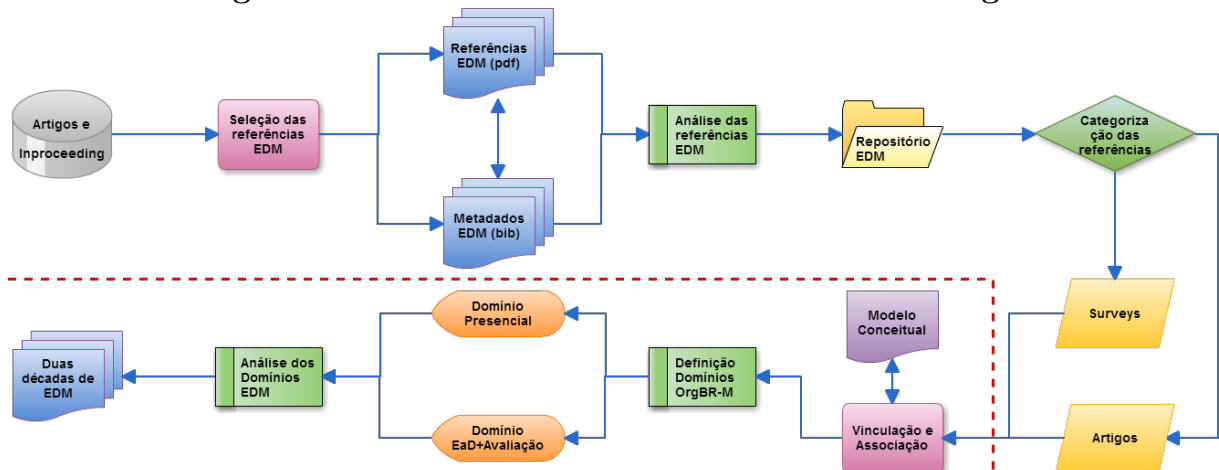 Artigos e
Inproceeding
Seleção das
referências
EDM
Referências
EDM (pdf)
Metadados
EDM (bib)
Análise das
referências
EDM
Repositório
EDM
Categoriza
ção das
referências
Surveys
Artigos
Modelo
Conceitual
Vinculação e
Associação
Definição
Domínios
OrgBR-M
Domínio
Presencial
Domínio
EaD+Avaliação
Análise dos
Domínios
EDM
Duas
décadas de
EDM